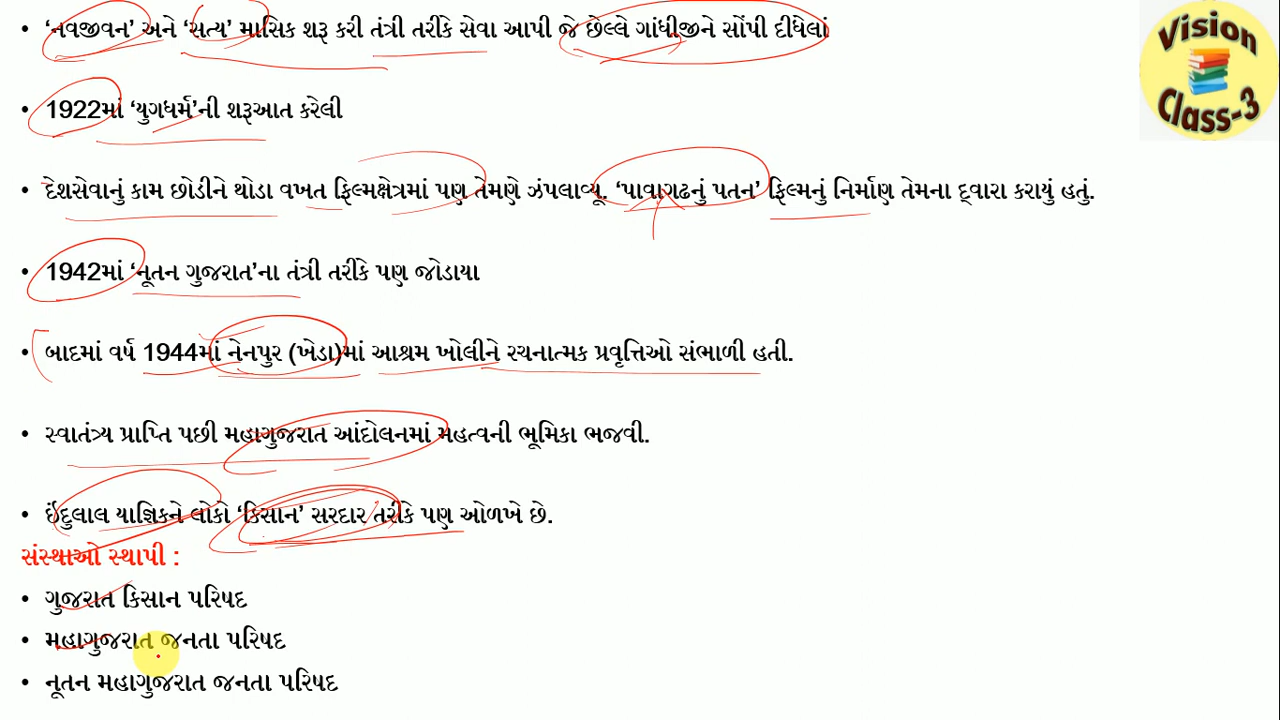 • ‘નવજીવન’ અને ‘સત્ય’ માસિક શરૂ કરી તંત્રી તરીકે સેવા આપી જે છેલ્લે ગાંધીજીને સોંપી દીધેલાં
Vision
Class-3
• 1922માં ‘યુગધર્મ’ની શરૂઆત કરેલી
• દેશસેવાનું કામ છોડીને થોડા વખત ફિલ્મક્ષેત્રમાં પણ તેમણે ઝંપલાવ્યૂ. ‘પાવાગઢનું પતન’ ફિલ્મનું નિર્માણ તેમના દ્વારા કરાયું હતું.
• 1942માં ‘નૂતન ગુજરાત’ના તંત્રી તરીકે પણ જોડાયા
• બાદમાં વર્ષ 1944માં નેનપુર (ખેડા)માં આશ્રમ ખોલીને રચનાત્મક પ્રવૃત્તિઓ સંભાળી હતી.
• સ્વાતંત્ર્ય પ્રાપ્તિ પછી મહાગુજરાત આંદોલનમાં મહત્વની ભૂમિકા ભજવી.
• ઈંદુલાલ યાજ્ઞિકને લોકો ‘કિસાન’ સરદાર તરીકે પણ ઓળખે છે.
સંસ્થાઓ સ્થાપી :
• ગુજરાત કિસાન પરિષદ
• મહાગુજરાત જનતા પરિષદ
• નૂતન મહાગુજરાત જનતા પરિષદ